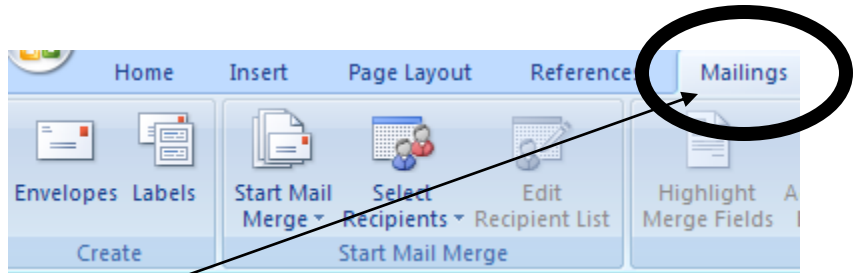 Home Insert Page Layout Mailings
Envelopes Labels Start Mail Select Edit Highlight
Merge Recipients Recipient List Merge Fields
Create Start Mail Merge